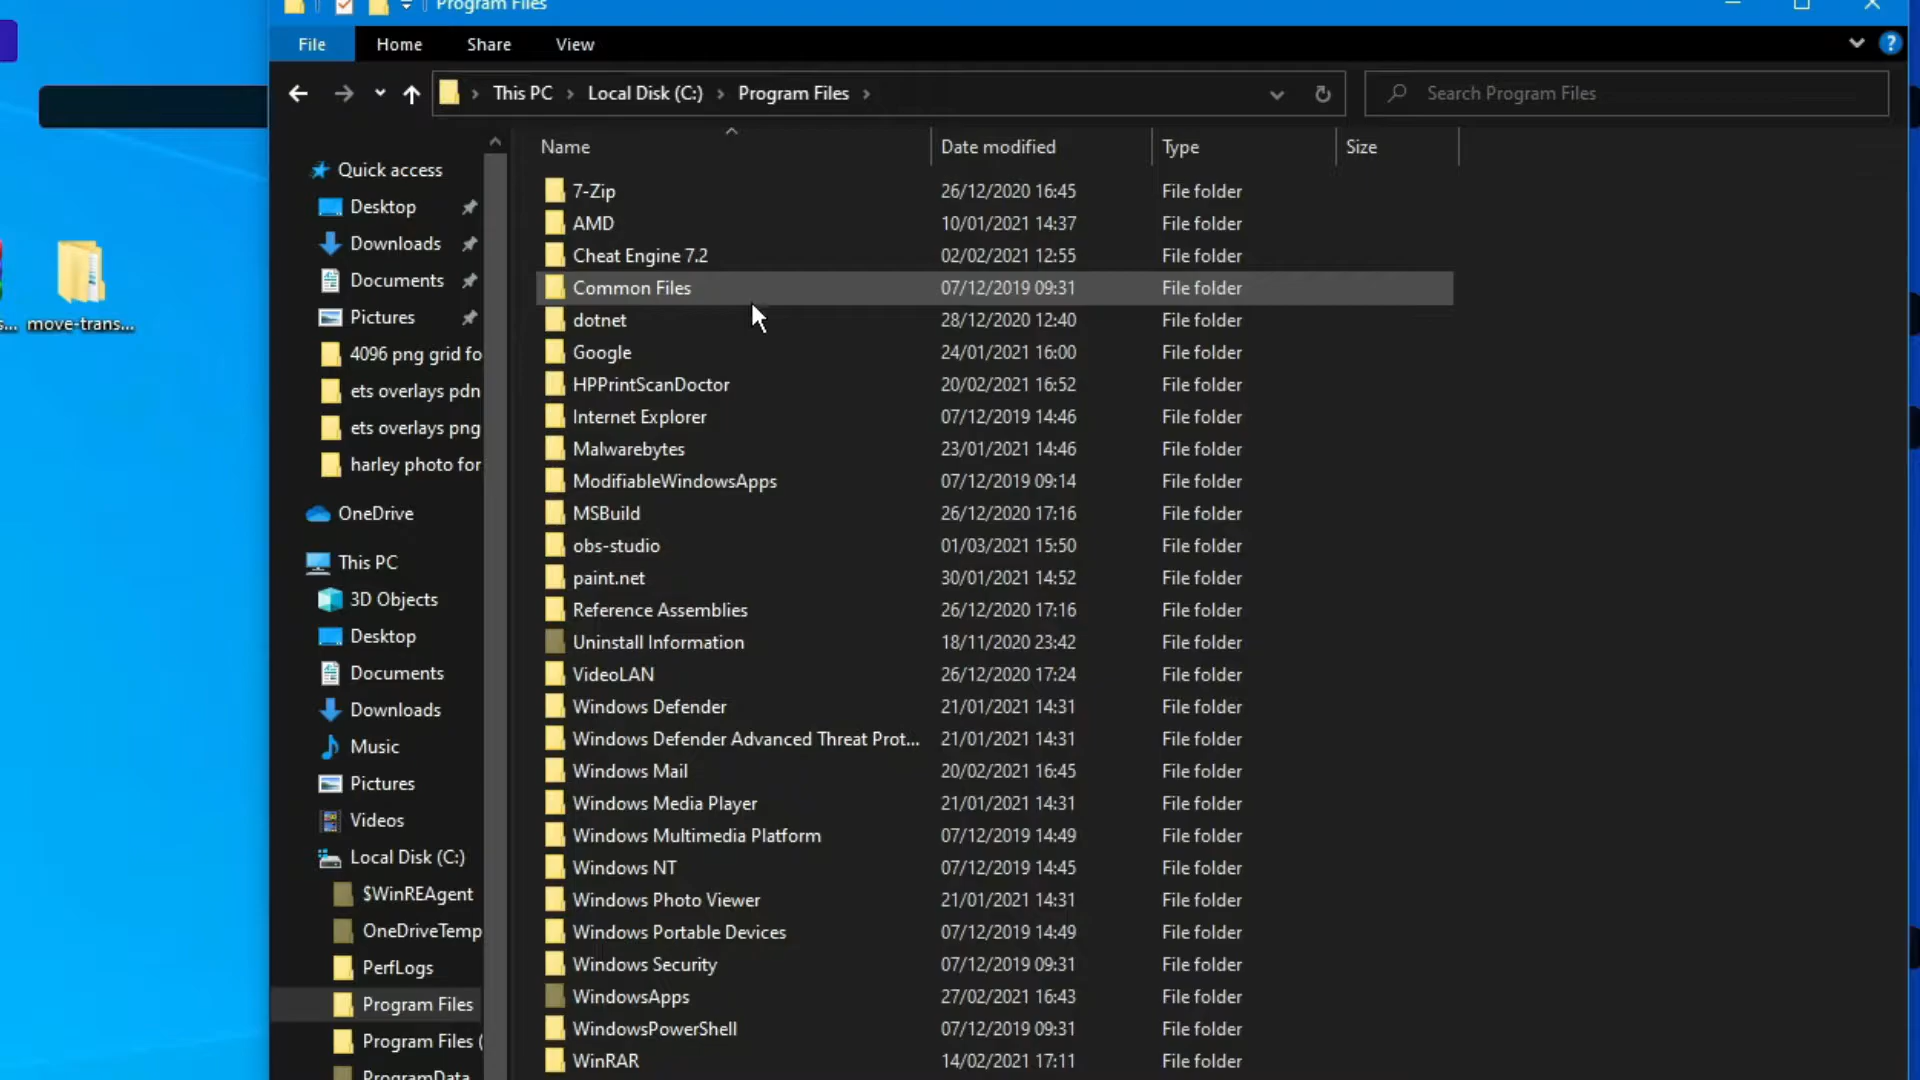 Program Files
File Home Share View
This PC Local Disk (C:) Program Files
Search Program Files
Name Date modified Type Size
Quick access
Desktop
Downloads
Documents
Pictures
4096 png grid fo
ets overlays pdn
ets overlays png
harley photo for
OneDrive
This PC
3D Objects
Desktop
Documents
Downloads
Music
Pictures
Videos
Local Disk (C:)
$WinREAgent
OneDriveTemp
PerfLogs
Program Files
Program Files (
ProgramData
7-Zip 26/12/2020 16:45 File folder
AMD 10/01/2021 14:37 File folder
Cheat Engine 7.2 02/02/2021 12:55 File folder
Common Files 07/12/2019 09:31 File folder
dotnet 28/12/2020 12:40 File folder
Google 24/01/2021 16:00 File folder
HPPrintScanDoctor 20/02/2021 16:52 File folder
Internet Explorer 07/12/2019 14:46 File folder
Malwarebytes 23/01/2021 14:46 File folder
ModifiableWindowsApps 07/12/2019 09:14 File folder
MSBuild 26/12/2020 17:16 File folder
obs-studio 01/03/2021 15:50 File folder
paint.net 30/01/2021 14:52 File folder
Reference Assemblies 26/12/2020 17:16 File folder
Uninstall Information 18/11/2020 23:42 File folder
VideoLAN 26/12/2020 17:24 File folder
Windows Defender 21/01/2021 14:31 File folder
Windows Defender Advanced Threat Prot... 21/01/2021 14:31 File folder
Windows Mail 20/02/2021 16:45 File folder
Windows Media Player 21/01/2021 14:31 File folder
Windows Multimedia Platform 07/12/2019 14:49 File folder
Windows NT 07/12/2019 14:45 File folder
Windows Photo Viewer 21/01/2021 14:31 File folder
Windows Portable Devices 07/12/2019 14:49 File folder
Windows Security 07/12/2019 09:31 File folder
WindowsApps 27/02/2021 16:43 File folder
WindowsPowerShell 07/12/2019 09:31 File folder
WinRAR 14/02/2021 17:11 File folder
s... move-trans...